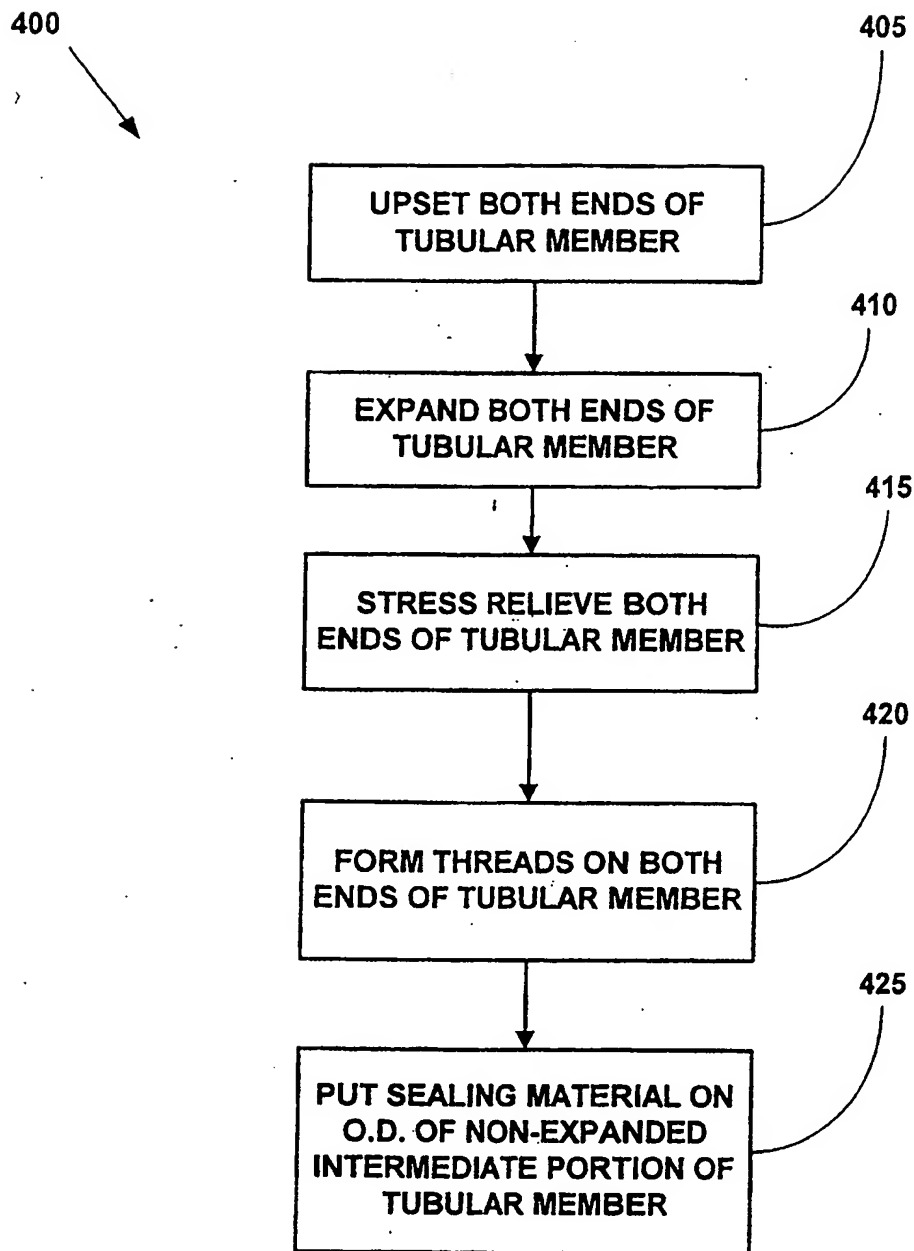 400
405
UPSET BOTH ENDS OF
TUBULAR MEMBER
410
EXPAND BOTH ENDS OF
TUBULAR MEMBER
415
STRESS RELIEVE BOTH
ENDS OF TUBULAR MEMBER
420
FORM THREADS ON BOTH
ENDS OF TUBULAR MEMBER
425
PUT SEALING MATERIAL ON
O.D. OF NON-EXPANDED
INTERMEDIATE PORTION OF
TUBULAR MEMBER